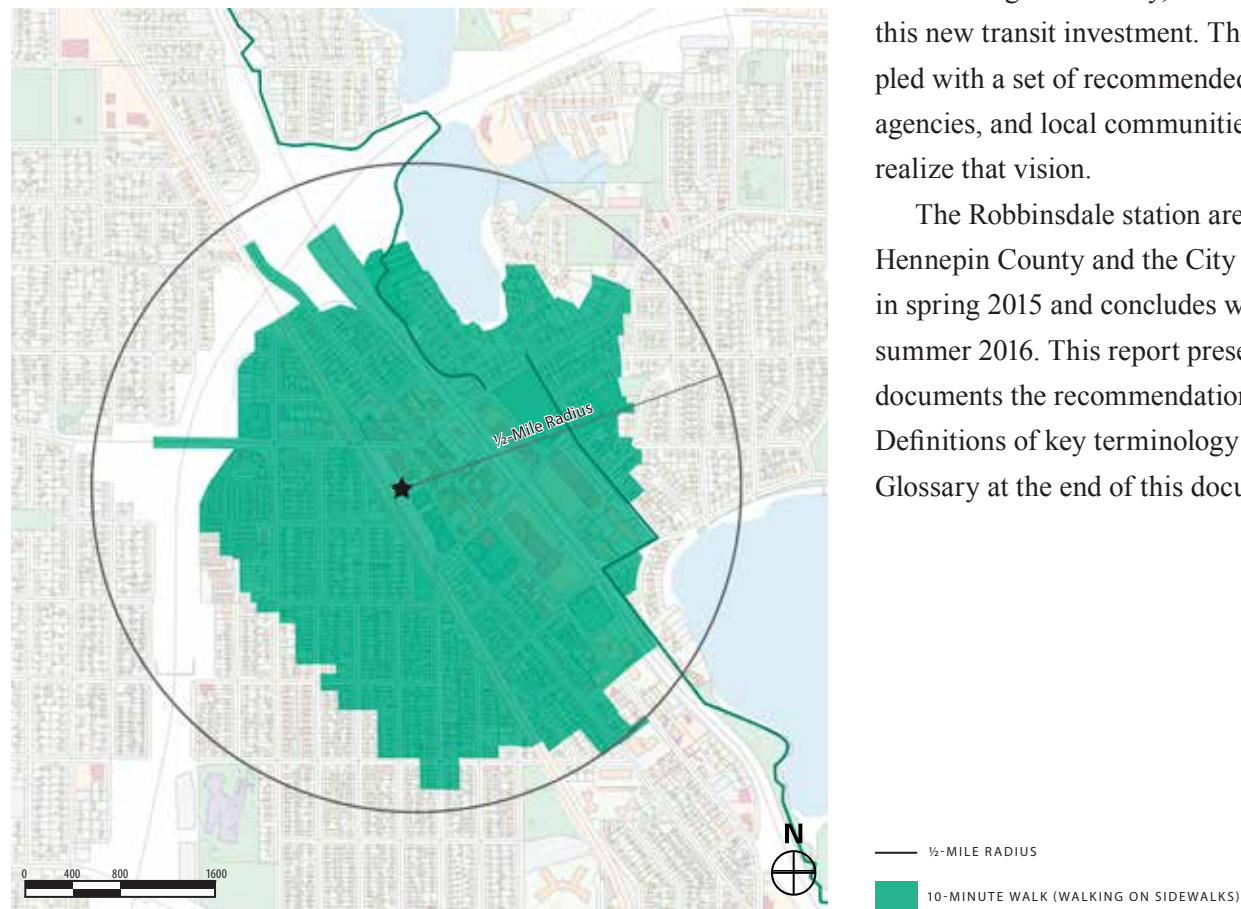 this new transit investment. The
pled with a set of recommended
agencies, and local communities
realize that vision.
The Robbinsdale station are
Hennepin County and the City
in spring 2015 and concludes w
summer 2016. This report prese
documents the recommendation
Definitions of key terminology
Glossary at the end of this docu
½-Mile Radius
N
0 400 800 1600
½-MILE RADIUS
10-MINUTE WALK (WALKING ON SIDEWALKS)